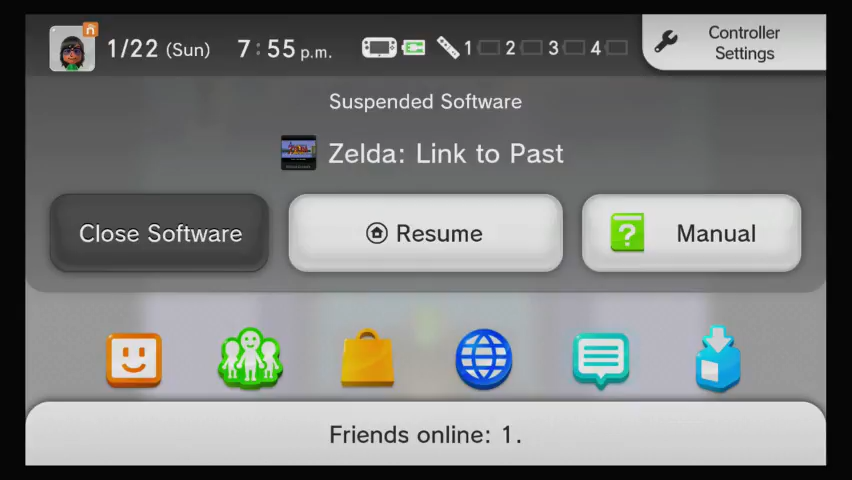 1/22 (Sun) 7:55 p.m. 1 2 3 4
Controller
Settings
Suspended Software
Zelda: Link to Past
Close Software
Resume
? Manual
Friends online: 1.